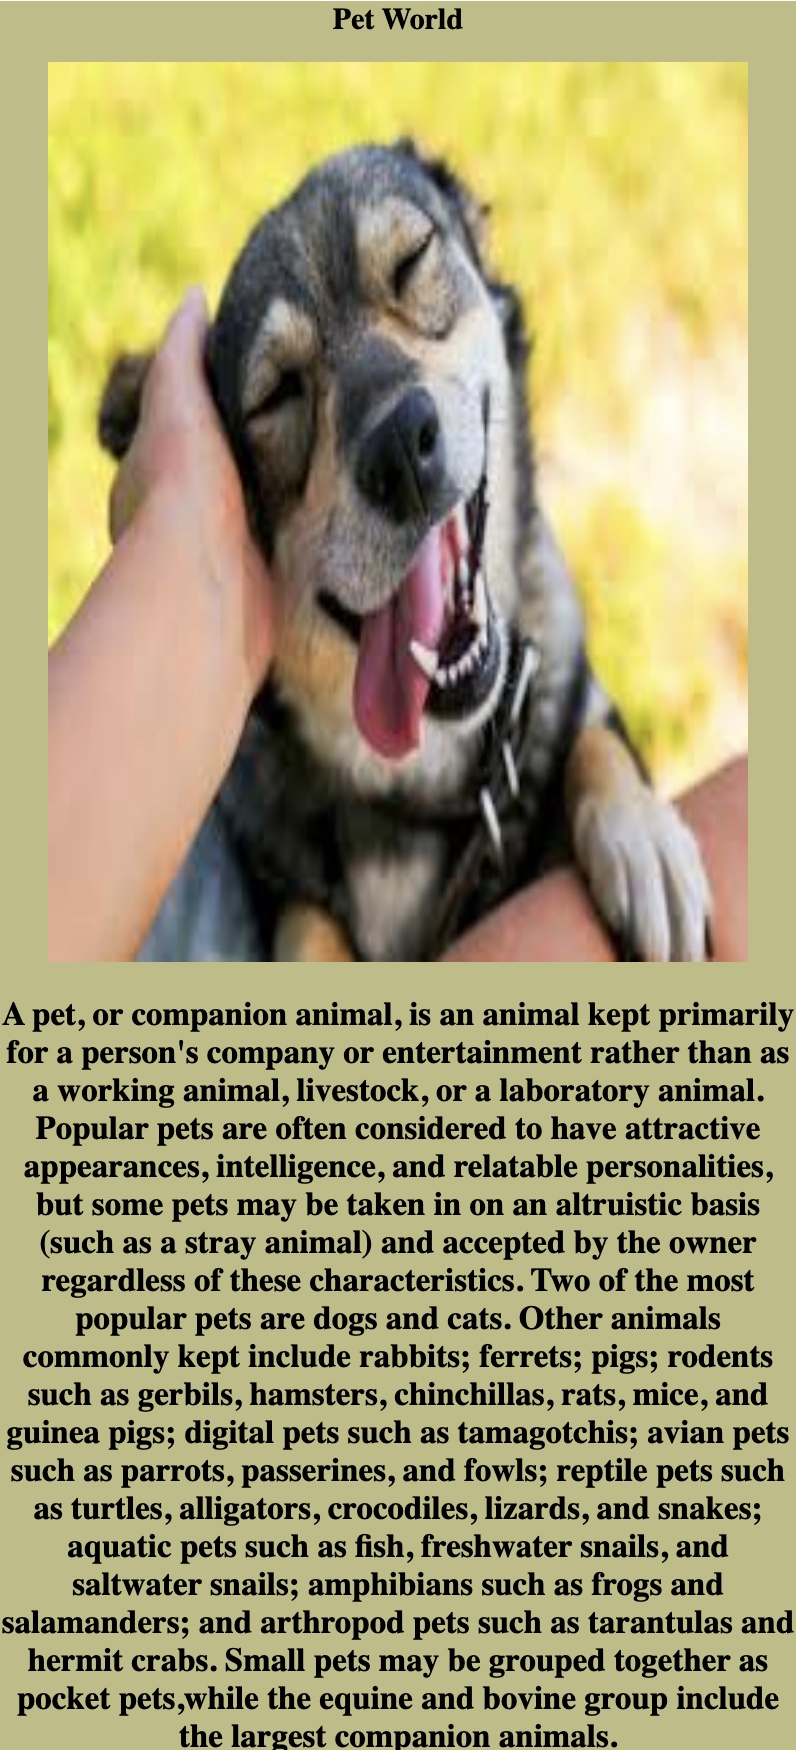 Pet World
A pet, or companion animal, is an animal kept primarily
for a person's company or entertainment rather than as
a working animal, livestock, or a laboratory animal.
Popular pets are often considered to have attractive
appearances, intelligence, and relatable personalities,
but some pets may be taken in on an altruistic basis
(such as a stray animal) and accepted by the owner
regardless of these characteristics. Two of the most
popular pets are dogs and cats. Other animals
commonly kept include rabbits; ferrets; pigs; rodents
such as gerbils, hamsters, chinchillas, rats, mice, and
guinea pigs; digital pets such as tamagotchis; avian pets
such as parrots, passerines, and fowls; reptile pets such
as turtles, alligators, crocodiles, lizards, and snakes;
aquatic pets such as fish, freshwater snails, and
saltwater snails; amphibians such as frogs and
salamanders; and arthropod pets such as tarantulas and
hermit crabs. Small pets may be grouped together as
pocket pets,while the equine and bovine group include
the largest companion animals.